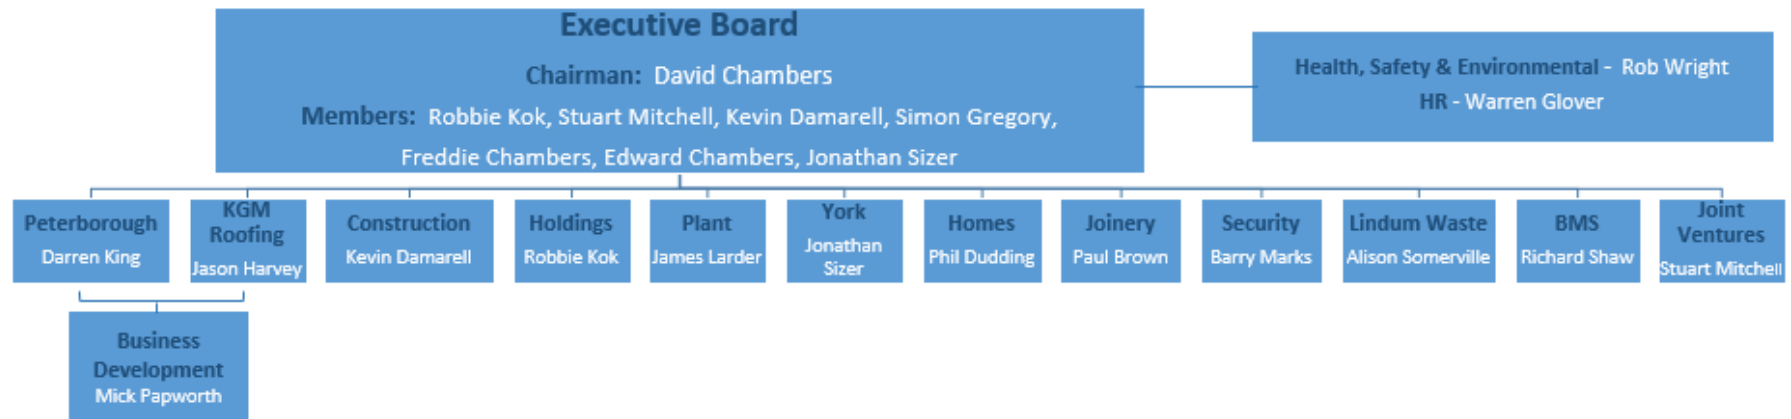 Executive Board
Chairman: David Chambers
Members: Robbie Kok, Stuart Mitchell, Kevin Damarell, Simon Gregory,
Freddie Chambers, Edward Chambers, Jonathan Sizer
Health, Safety & Environmental - Rob Wright
HR - Warren Glover
Peterborough
Darren King
KGM
Roofing
Jason Harvey
Construction
Kevin Damarell
Holdings
Robbie Kok
Plant
James Larder
York
Jonathan
Sizer
Homes
Phil Dudding
Joinery
Paul Brown
Security
Barry Marks
Lindum Waste
Alison Somerville
BMS
Richard Shaw
Joint
Ventures
Stuart Mitchell
Business
Development
Mick Papworth